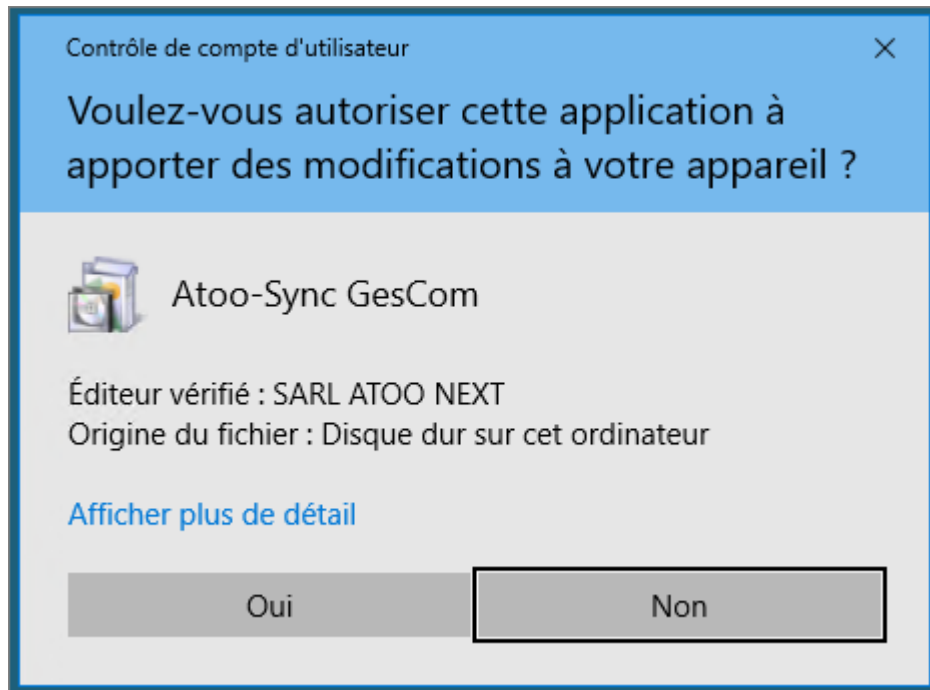 Contrôle de compte d'utilisateur
Voulez-vous autoriser cette application à
apporter des modifications à votre appareil ?
Atoo-Sync GesCom
Éditeur vérifié : SARL ATOO NEXT
Origine du fichier : Disque dur sur cet ordinateur
Afficher plus de détail
Oui
Non